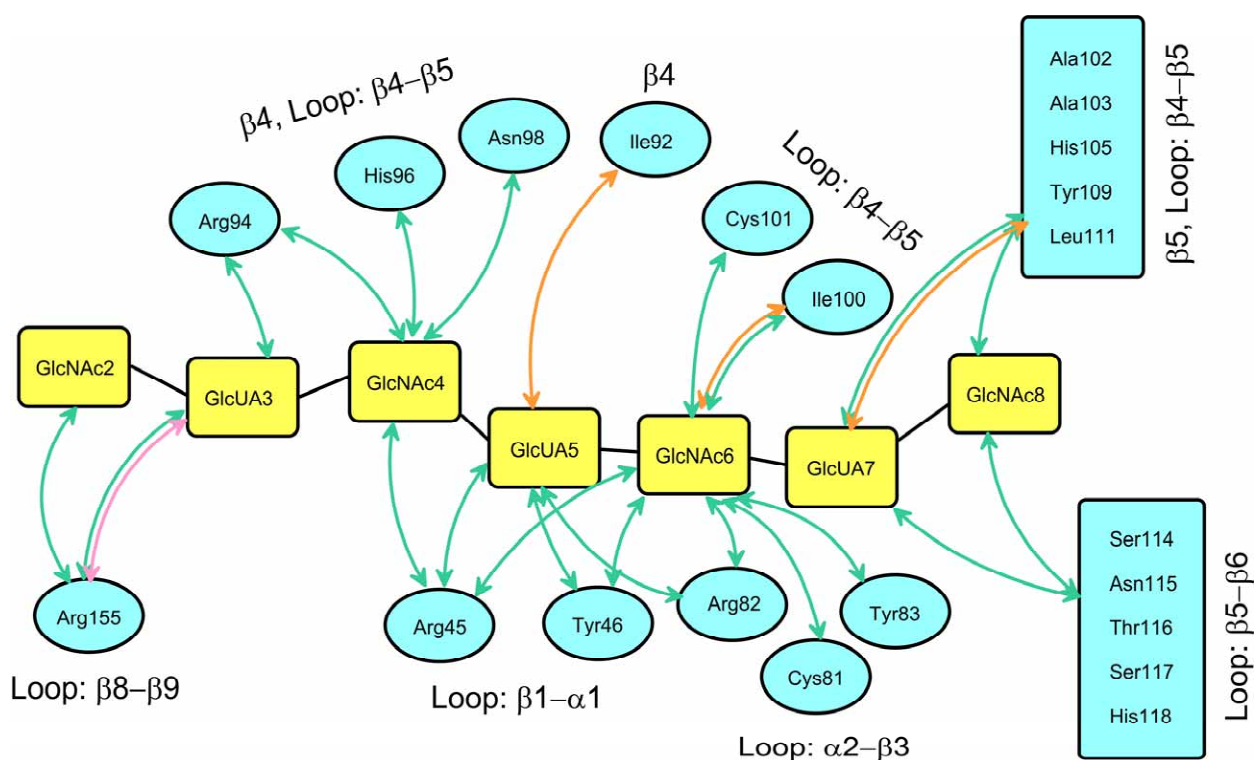 β4, Loop: β4–β5
β4
Loop: β4–β5
β5, Loop: β4–β5
Arg94
His96
Asn98
Ile92
Cys101
Ile100
Ala102
Ala103
His105
Tyr109
Leu111
GlcNAc2
GlcUA3
GlcNAc4
GlcUA5
GlcNAc6
GlcUA7
GlcNAc8
Arg155
Arg45
Tyr46
Arg82
Cys81
Tyr83
Ser114
Asn115
Thr116
Ser117
His118
Loop: β8–β9
Loop: β1–α1
Loop: α2–β3
Loop: β5–β6